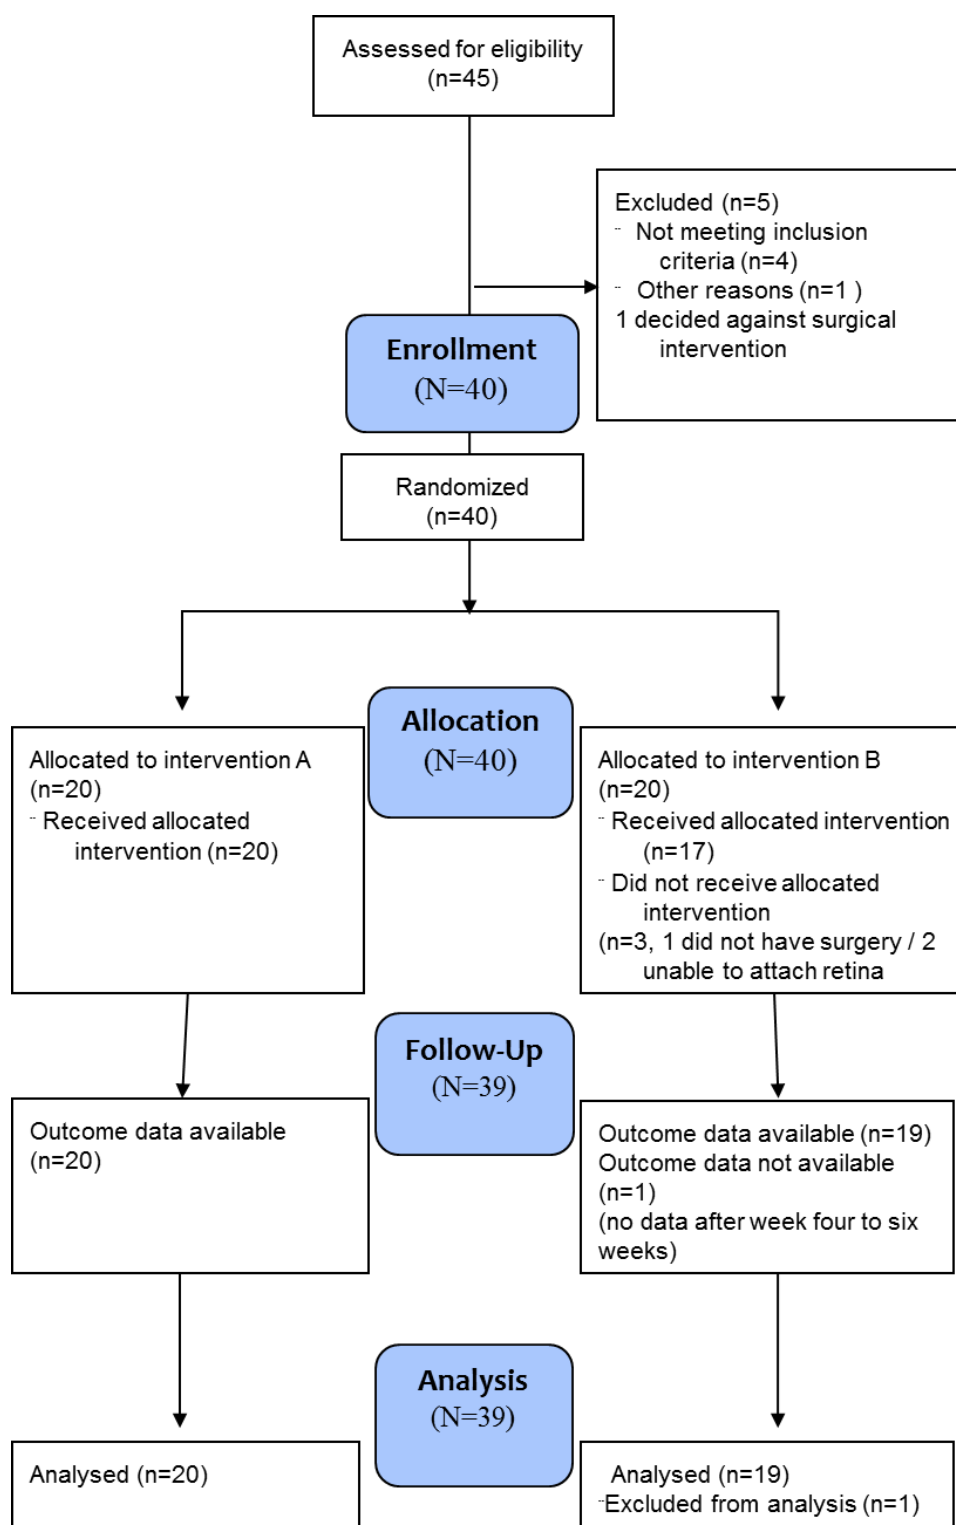 Assessed for eligibility
(n=45)
Excluded (n=5)
¨ Not meeting inclusion
criteria (n=4)
¨ Other reasons (n=1 )
1 decided against surgical
intervention
Enrollment
(N=40)
Randomized
(n=40)
Allocation
(N=40)
Allocated to intervention A
(n=20)
¨ Received allocated
intervention (n=20)
Allocated to intervention B
(n=20)
¨ Received allocated intervention
(n=17)
¨ Did not receive allocated
intervention
(n=3, 1 did not have surgery / 2
unable to attach retina
Follow-Up
(N=39)
Outcome data available
(n=20)
Outcome data available (n=19)
Outcome data not available
(n=1)
(no data after week four to six
weeks)
Analysis
(N=39)
Analysed (n=20)
Analysed (n=19)
¨Excluded from analysis (n=1)